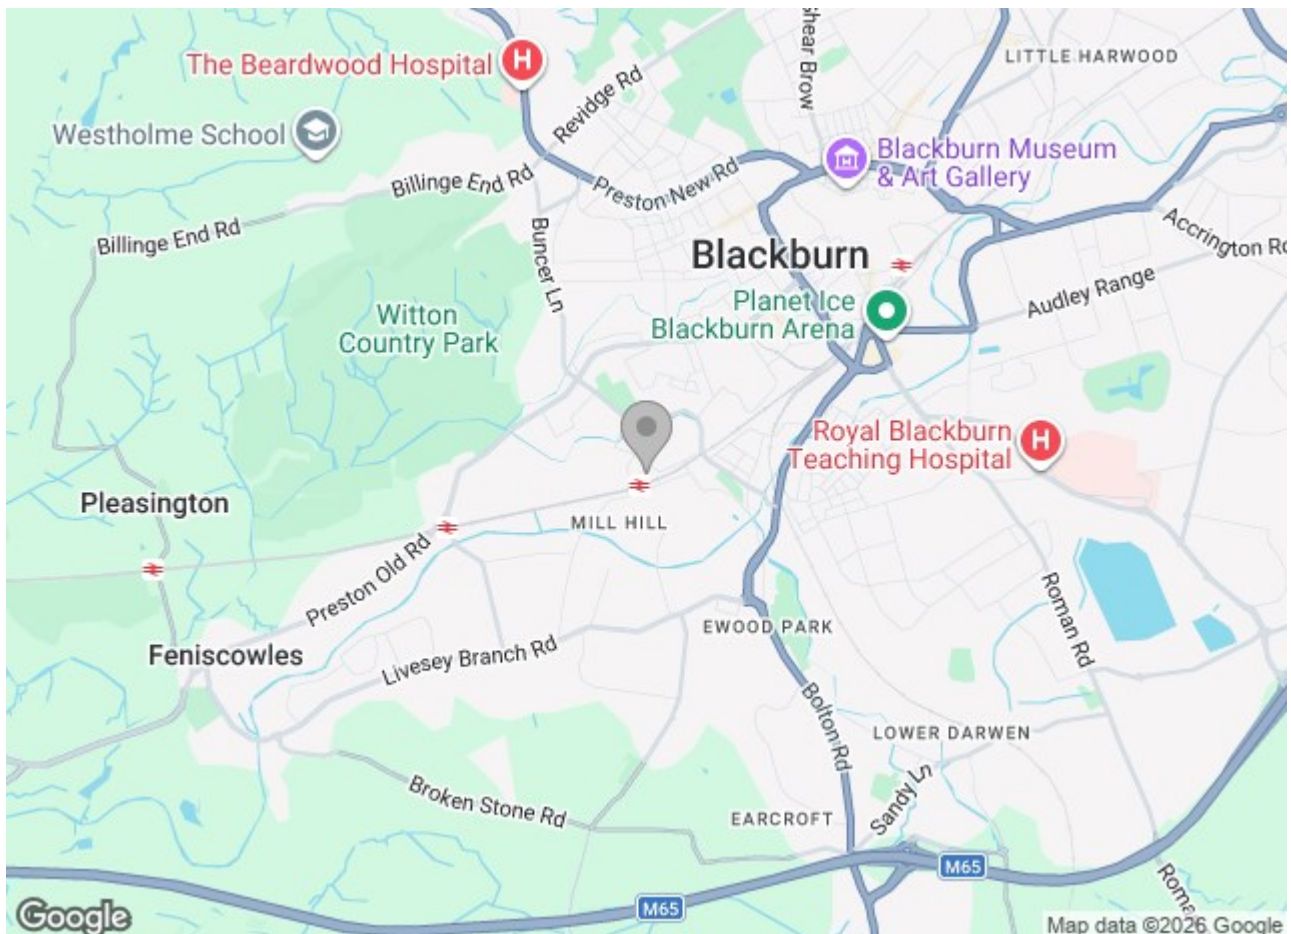 LITTLE HARWOOD
The Beardwood Hospital
H
Revidge Rd
Shear Brow
Westholme School
Blackburn Museum
& Art Gallery
Billinge End Rd
Preston New Rd
Billinge End Rd
Buncer Ln
Accrington Rd
Blackburn
Audley Range
Planet Ice
Blackburn Arena
Witton
Country Park
Royal Blackburn
Teaching Hospital
H
Pleasington
MILL HILL
Preston Old Rd
Roman Rd
EWOOD PARK
Feniscowles
Livesey Branch Rd
Bolton Rd
LOWER DARWEN
Sandy Ln
Broken Stone Rd
EARCROFT
M65
Roma
M65
Google
Map data ©2026 Google